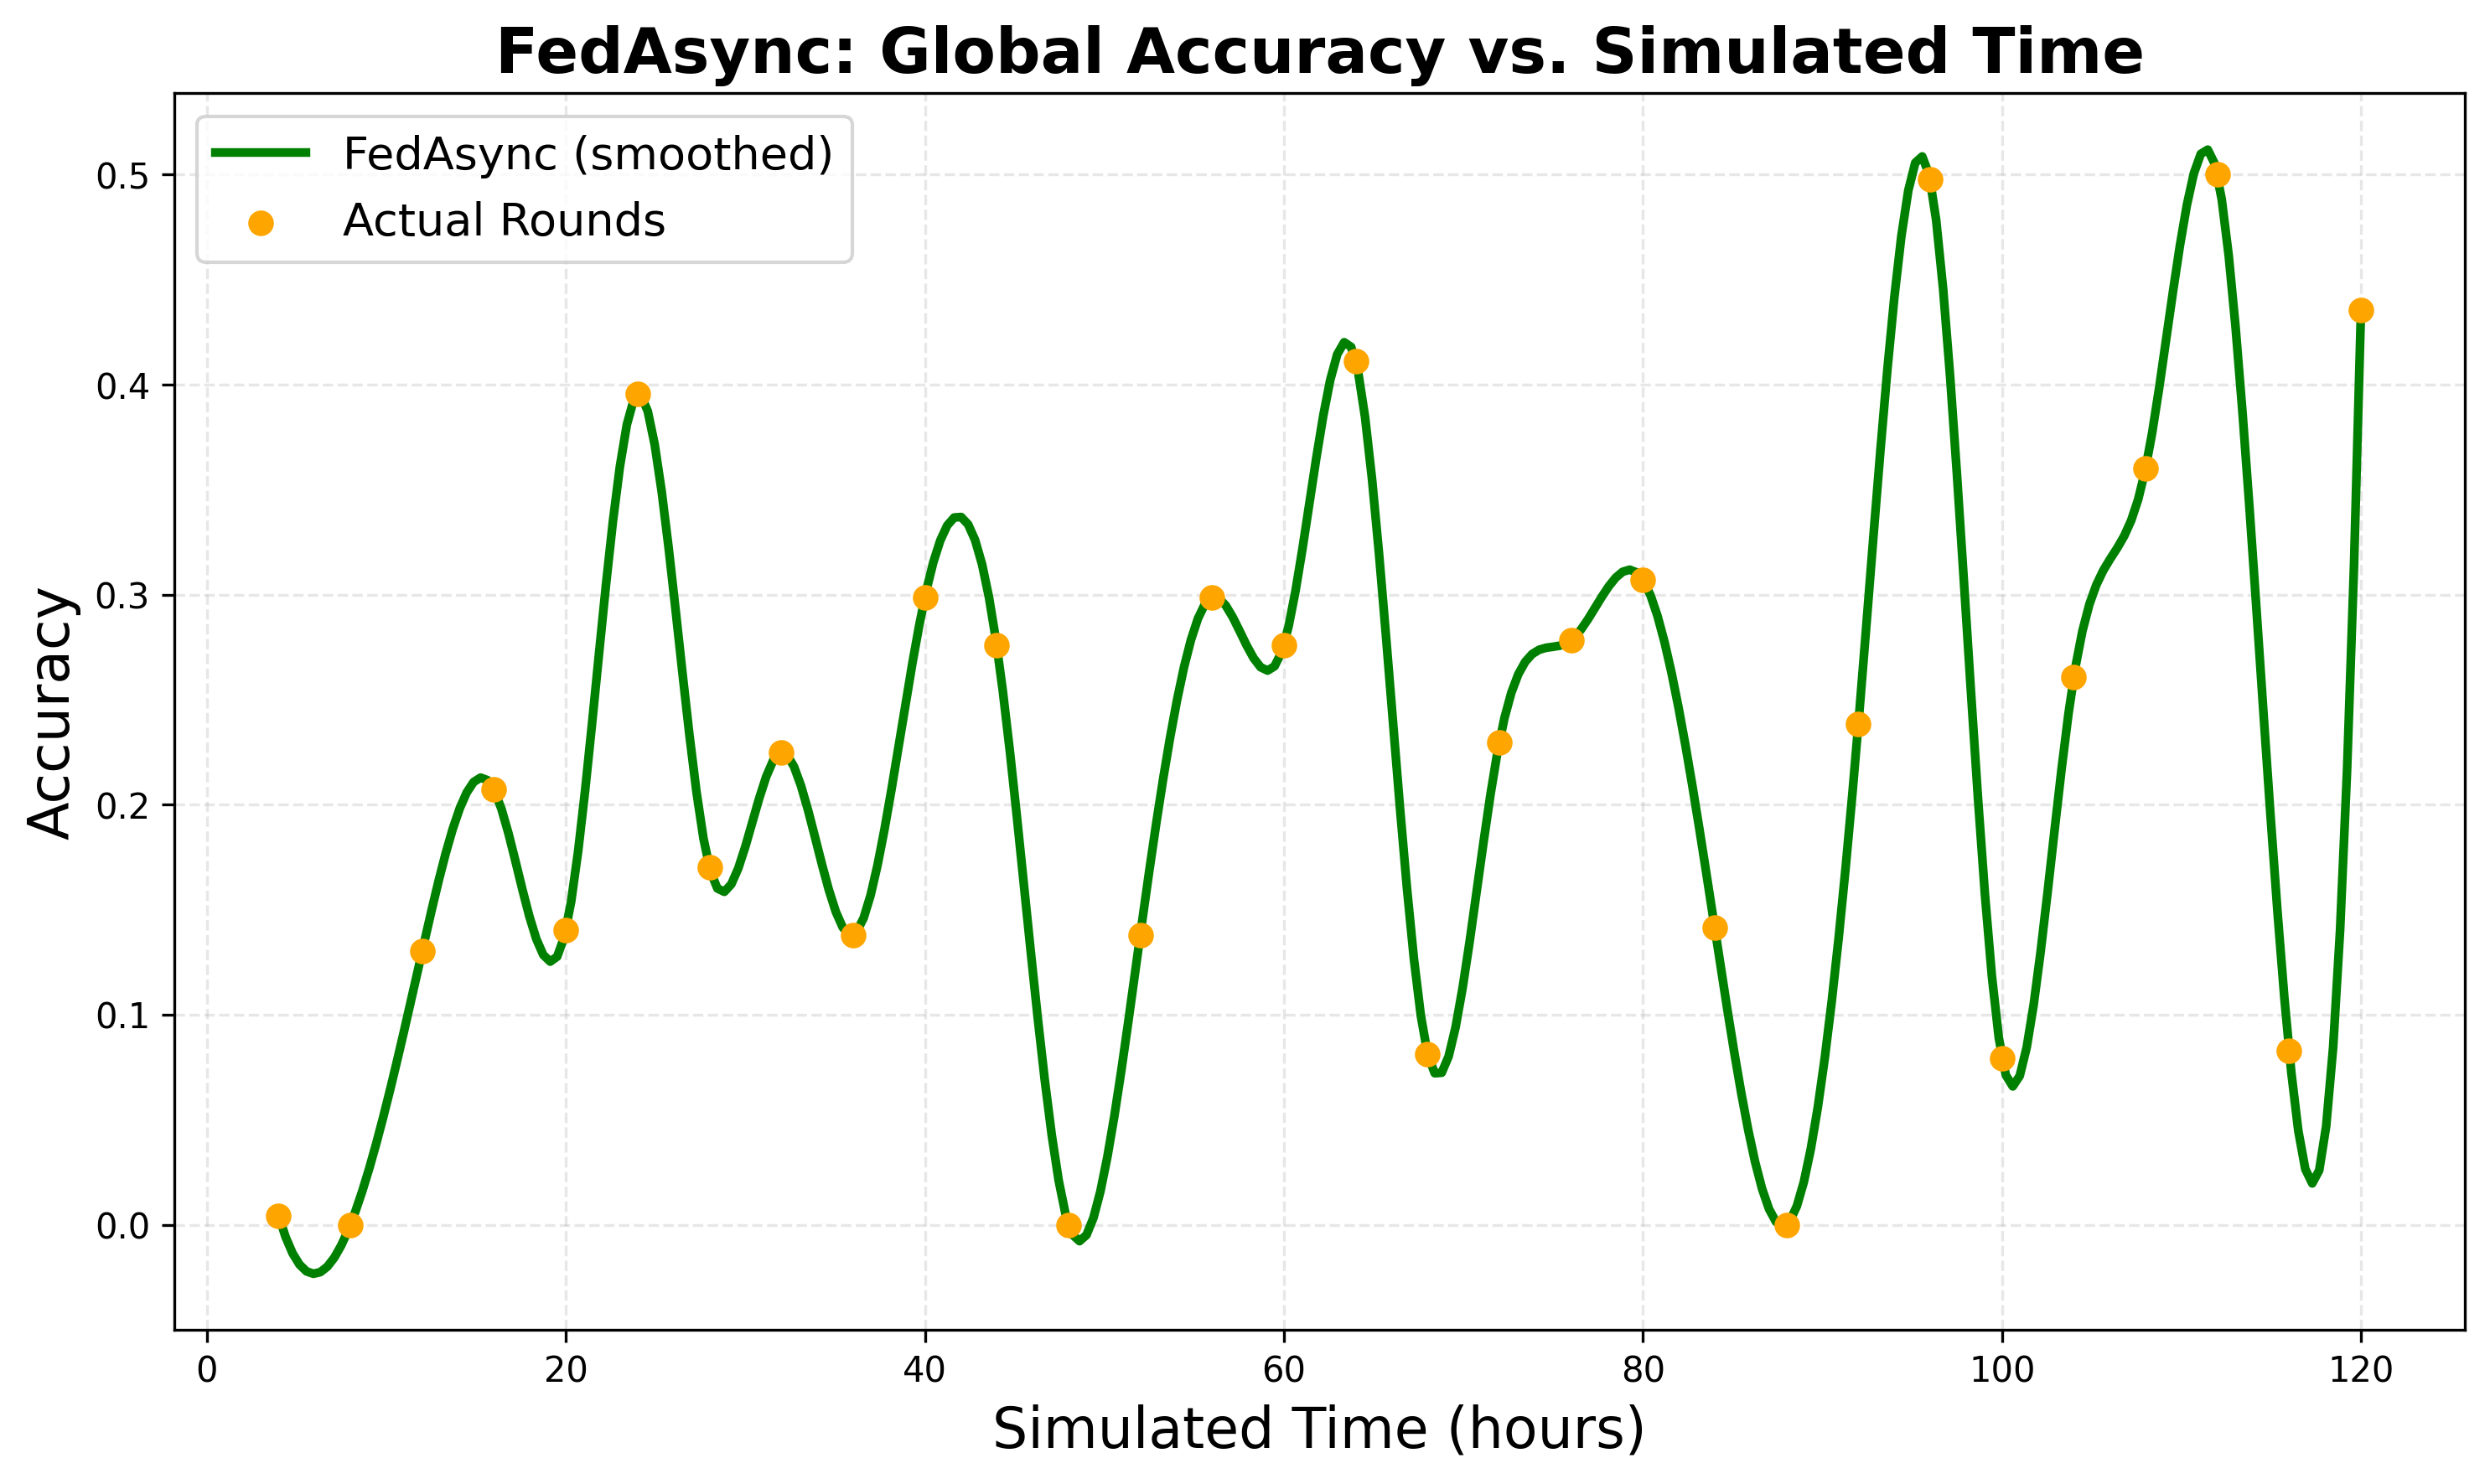 FedAsync: Global Accuracy vs. Simulated Time
FedAsync (smoothed)
Actual Rounds
Accuracy
0.5
0.4
0.3
0.2
0.1
0.0
0 20 40 60 80 100 120
Simulated Time (hours)